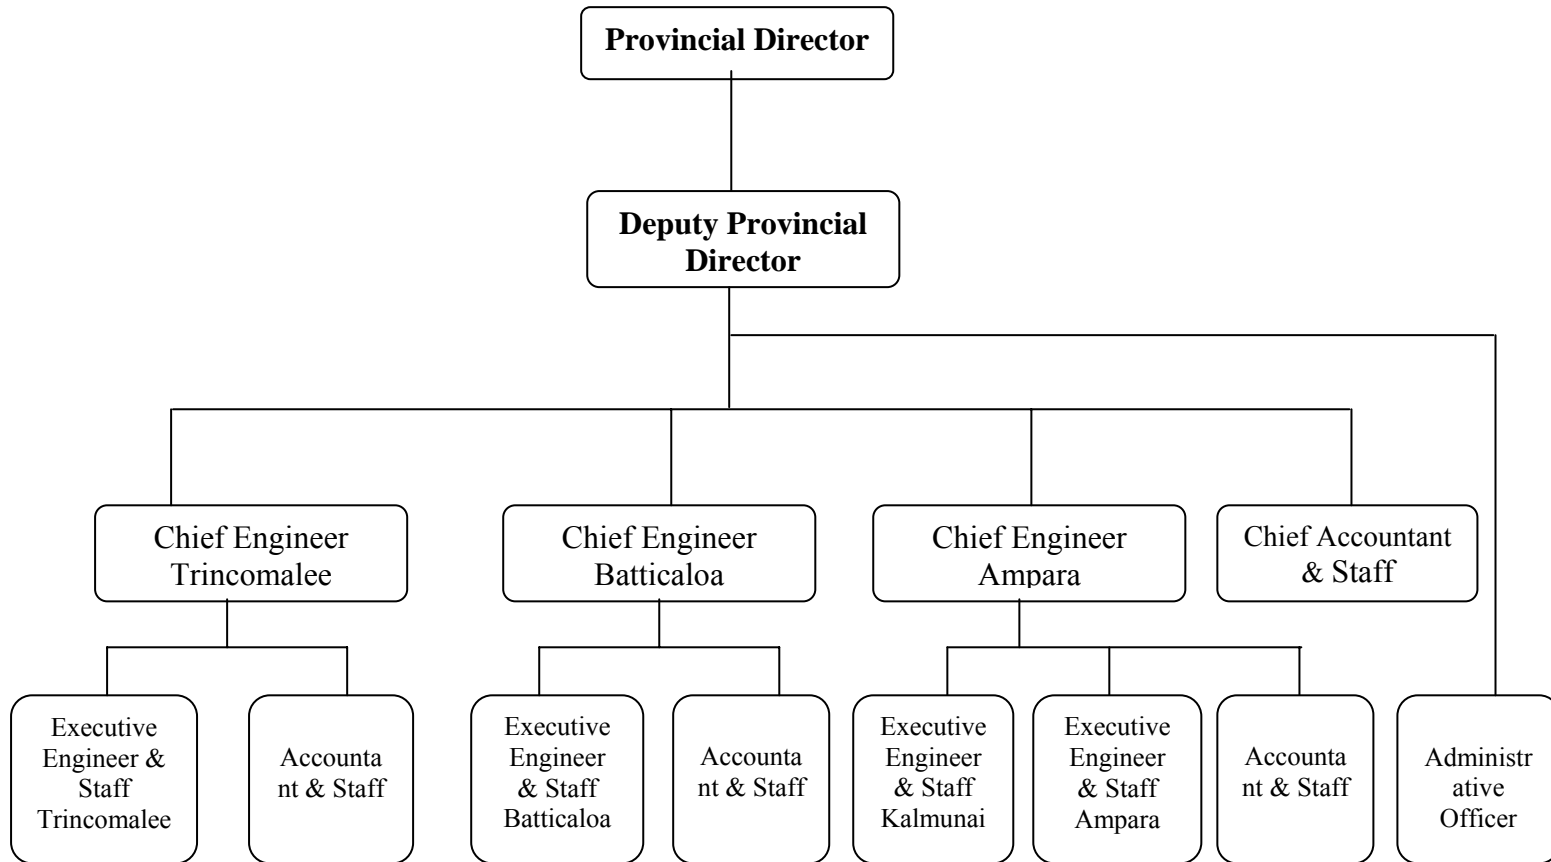 Provincial Director
Deputy Provincial
Director
Chief Engineer
Trincomalee
Chief Engineer
Batticaloa
Chief Engineer
Ampara
Chief Accountant
& Staff
Executive
Engineer &
Staff
Trincomalee
Accounta
nt & Staff
Executive
Engineer
& Staff
Batticaloa
Accounta
nt & Staff
Executive
Engineer
& Staff
Kalmunai
Executive
Engineer
& Staff
Ampara
Accounta
nt & Staff
Administr
ative
Officer